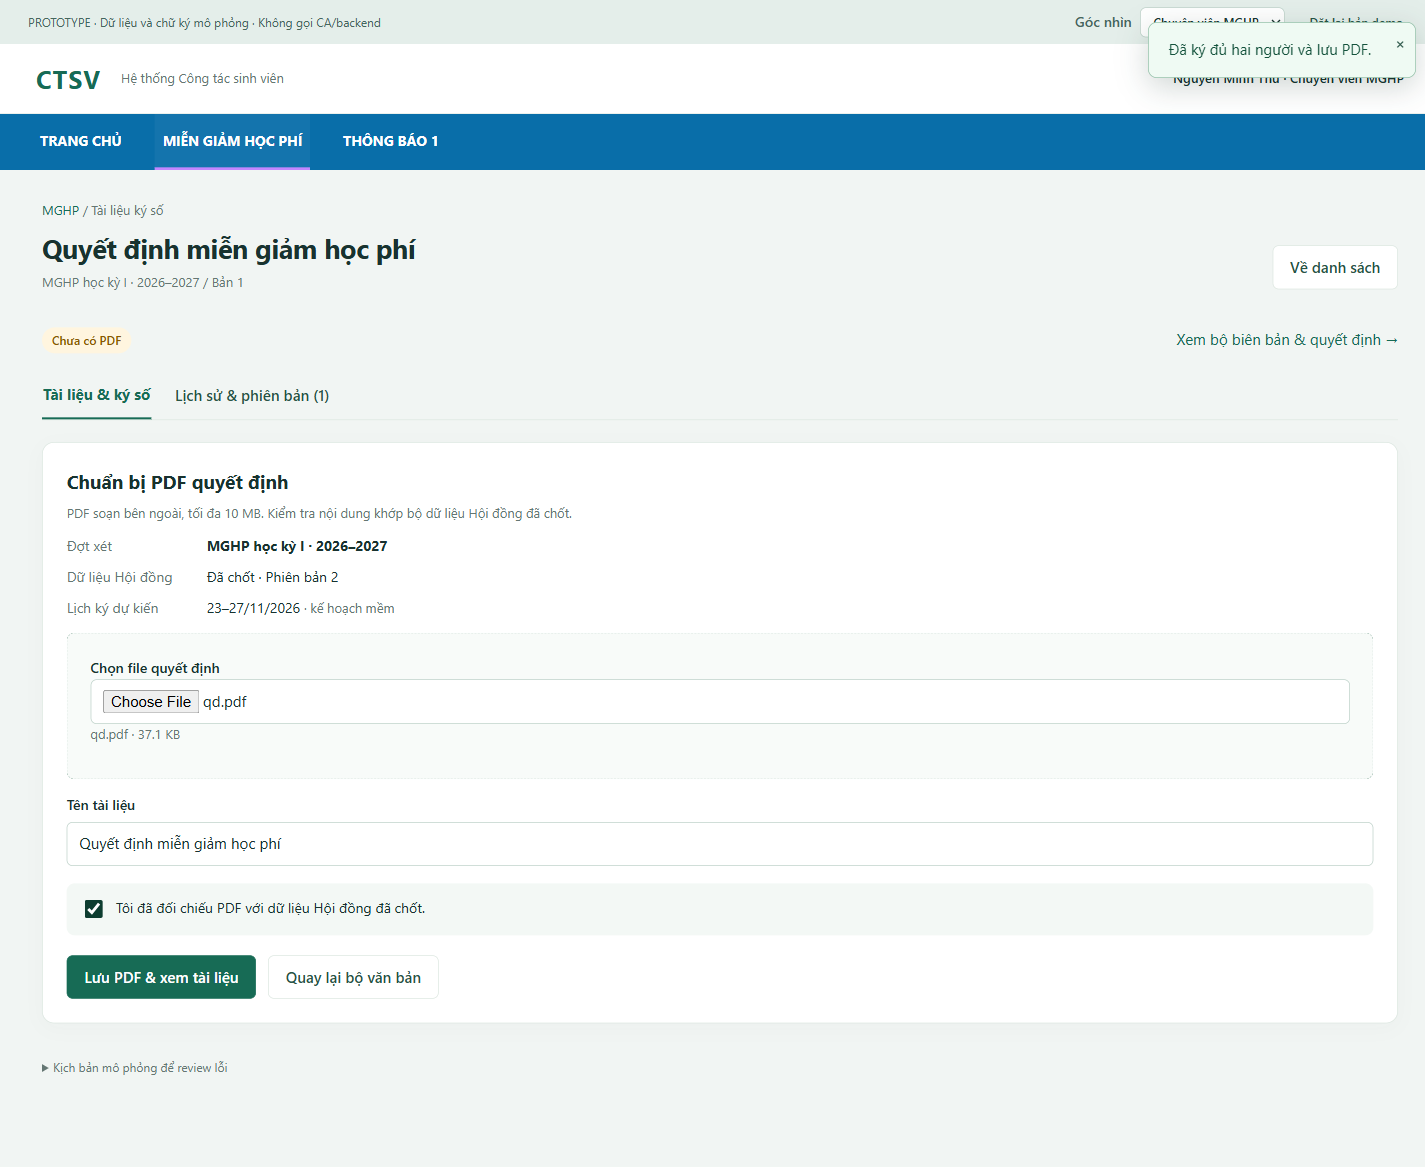 PROTOTYPE · Dữ liệu và chữ ký mô phỏng · Không gọi CA/backend
Góc nhìn
Đã ký đủ hai người và lưu PDF.
×
CTSV
Hệ thống Công tác sinh viên
Nguyễn Minh Thu · Chuyên viên MGHP
TRANG CHỦ
MIỄN GIẢM HỌC PHÍ
THÔNG BÁO 1
MGHP / Tài liệu ký số
Quyết định miễn giảm học phí
MGHP học kỳ I · 2026–2027 / Bản 1
Về danh sách
Chưa có PDF
Xem bộ biên bản & quyết định →
Tài liệu & ký số
Lịch sử & phiên bản (1)
Chuẩn bị PDF quyết định
PDF soạn bên ngoài, tối đa 10 MB. Kiểm tra nội dung khớp bộ dữ liệu Hội đồng đã chốt.
Đợt xét MGHP học kỳ I · 2026–2027
Dữ liệu Hội đồng Đã chốt · Phiên bản 2
Lịch ký dự kiến 23–27/11/2026 · kế hoạch mềm
Chọn file quyết định
Choose File qd.pdf
qd.pdf · 37.1 KB
Tên tài liệu
Quyết định miễn giảm học phí
Tôi đã đối chiếu PDF với dữ liệu Hội đồng đã chốt.
Lưu PDF & xem tài liệu
Quay lại bộ văn bản
Kịch bản mô phỏng để review lỗi